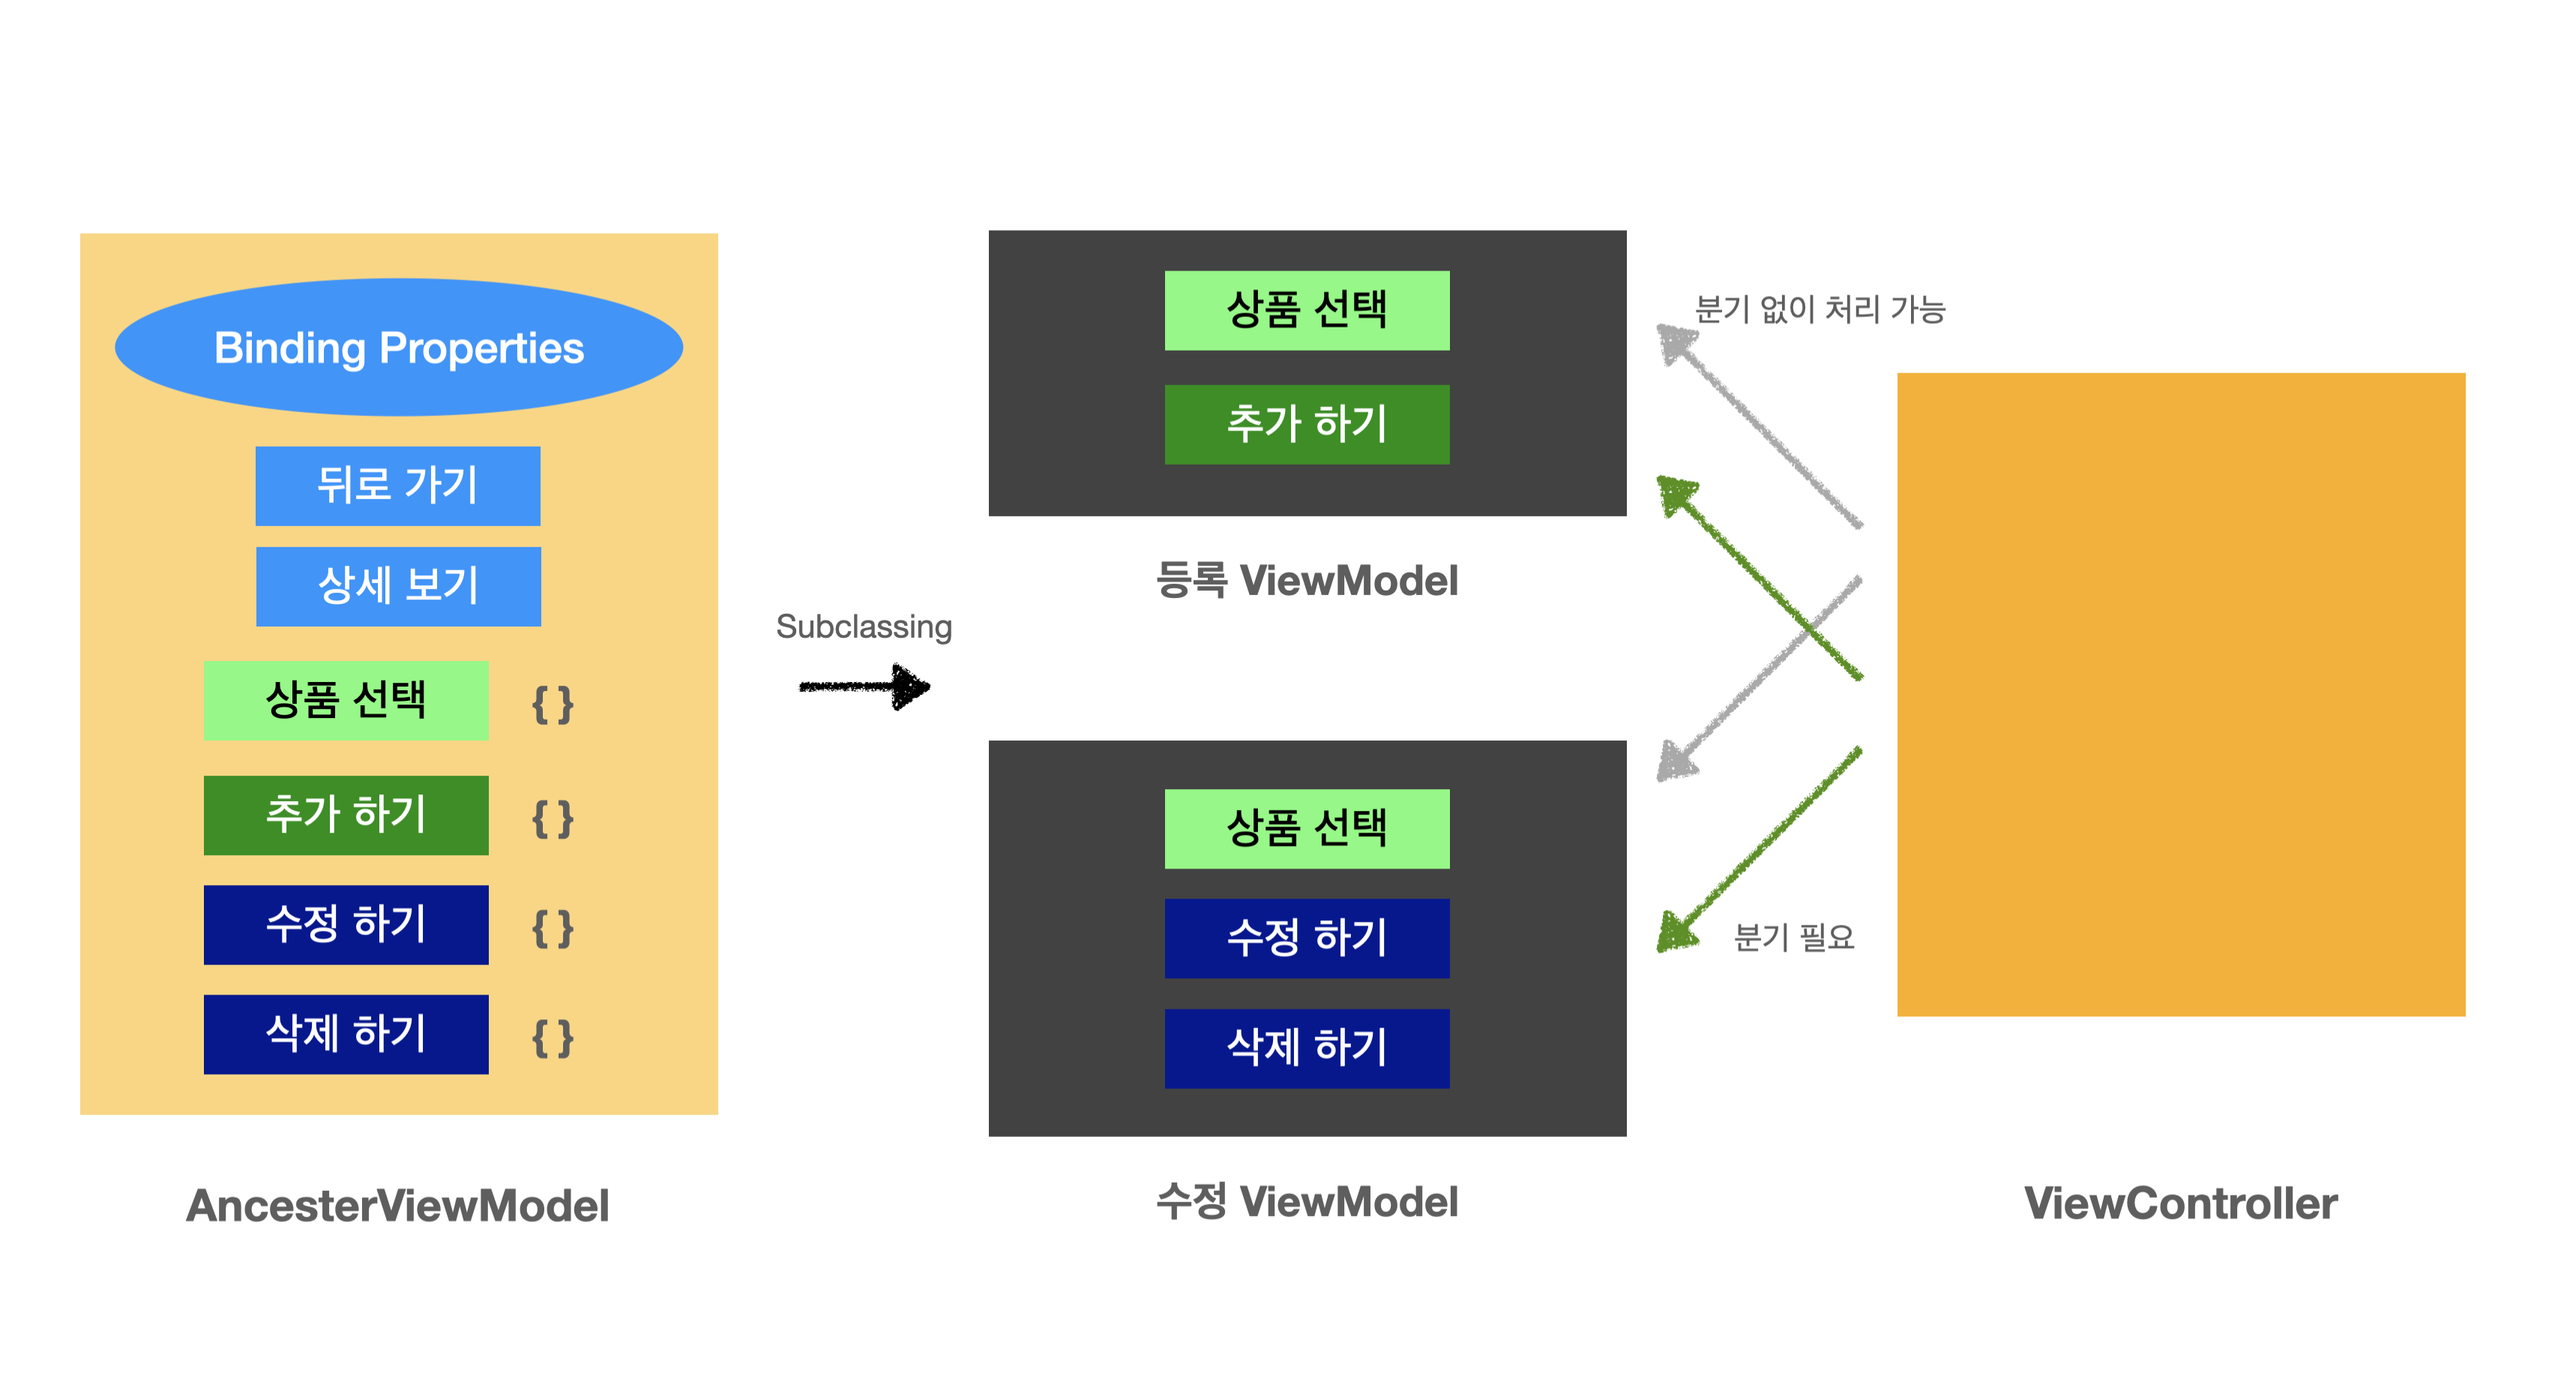 Binding Properties
뒤로 가기
상세 보기
상품 선택 { }
추가 하기 { }
수정 하기 { }
삭제 하기 { }
AncesterViewModel
Subclassing
상품 선택
추가 하기
등록 ViewModel
상품 선택
수정 하기
삭제 하기
수정 ViewModel
분기 없이 처리 가능
분기 필요
ViewController